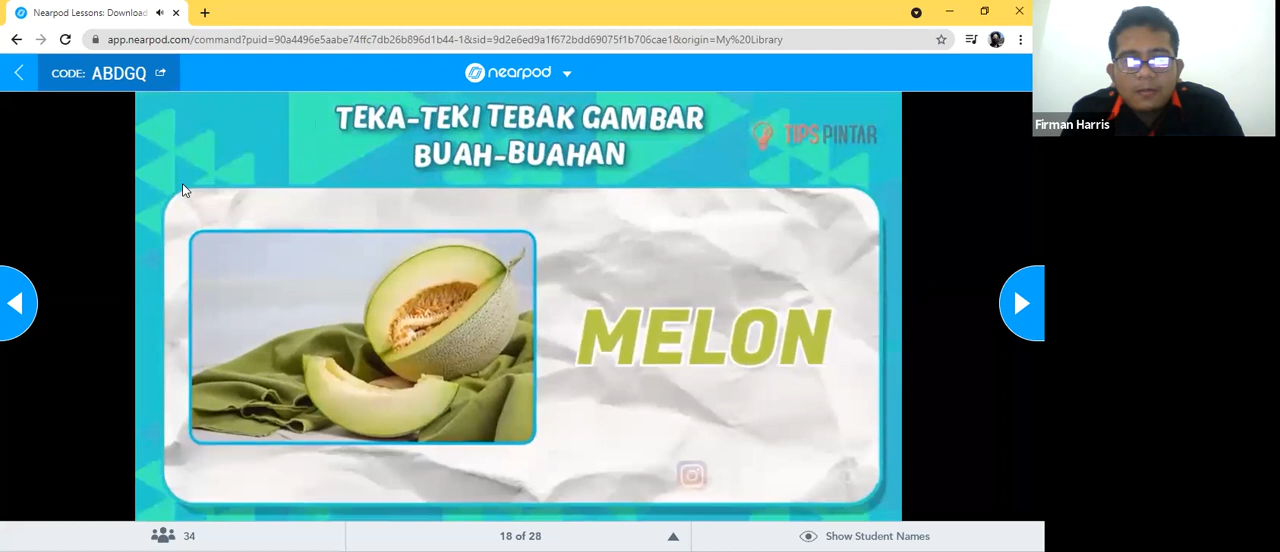 Nearpod Lessons: Download
app.nearpod.com/command?puid=90a4496e5aabe74ffc7db26b896d1b44-1&sid=9d2e6ed9a1f672bdd69075f1b706cae1&origin=My%20Library
CODE: ABDGQ
nearpod
TEKA-TEKI TEBAK GAMBAR
BUAH-BUAHAN
TIPS PINTAR
MELON
Firman Harris
34
18 of 28
Show Student Names